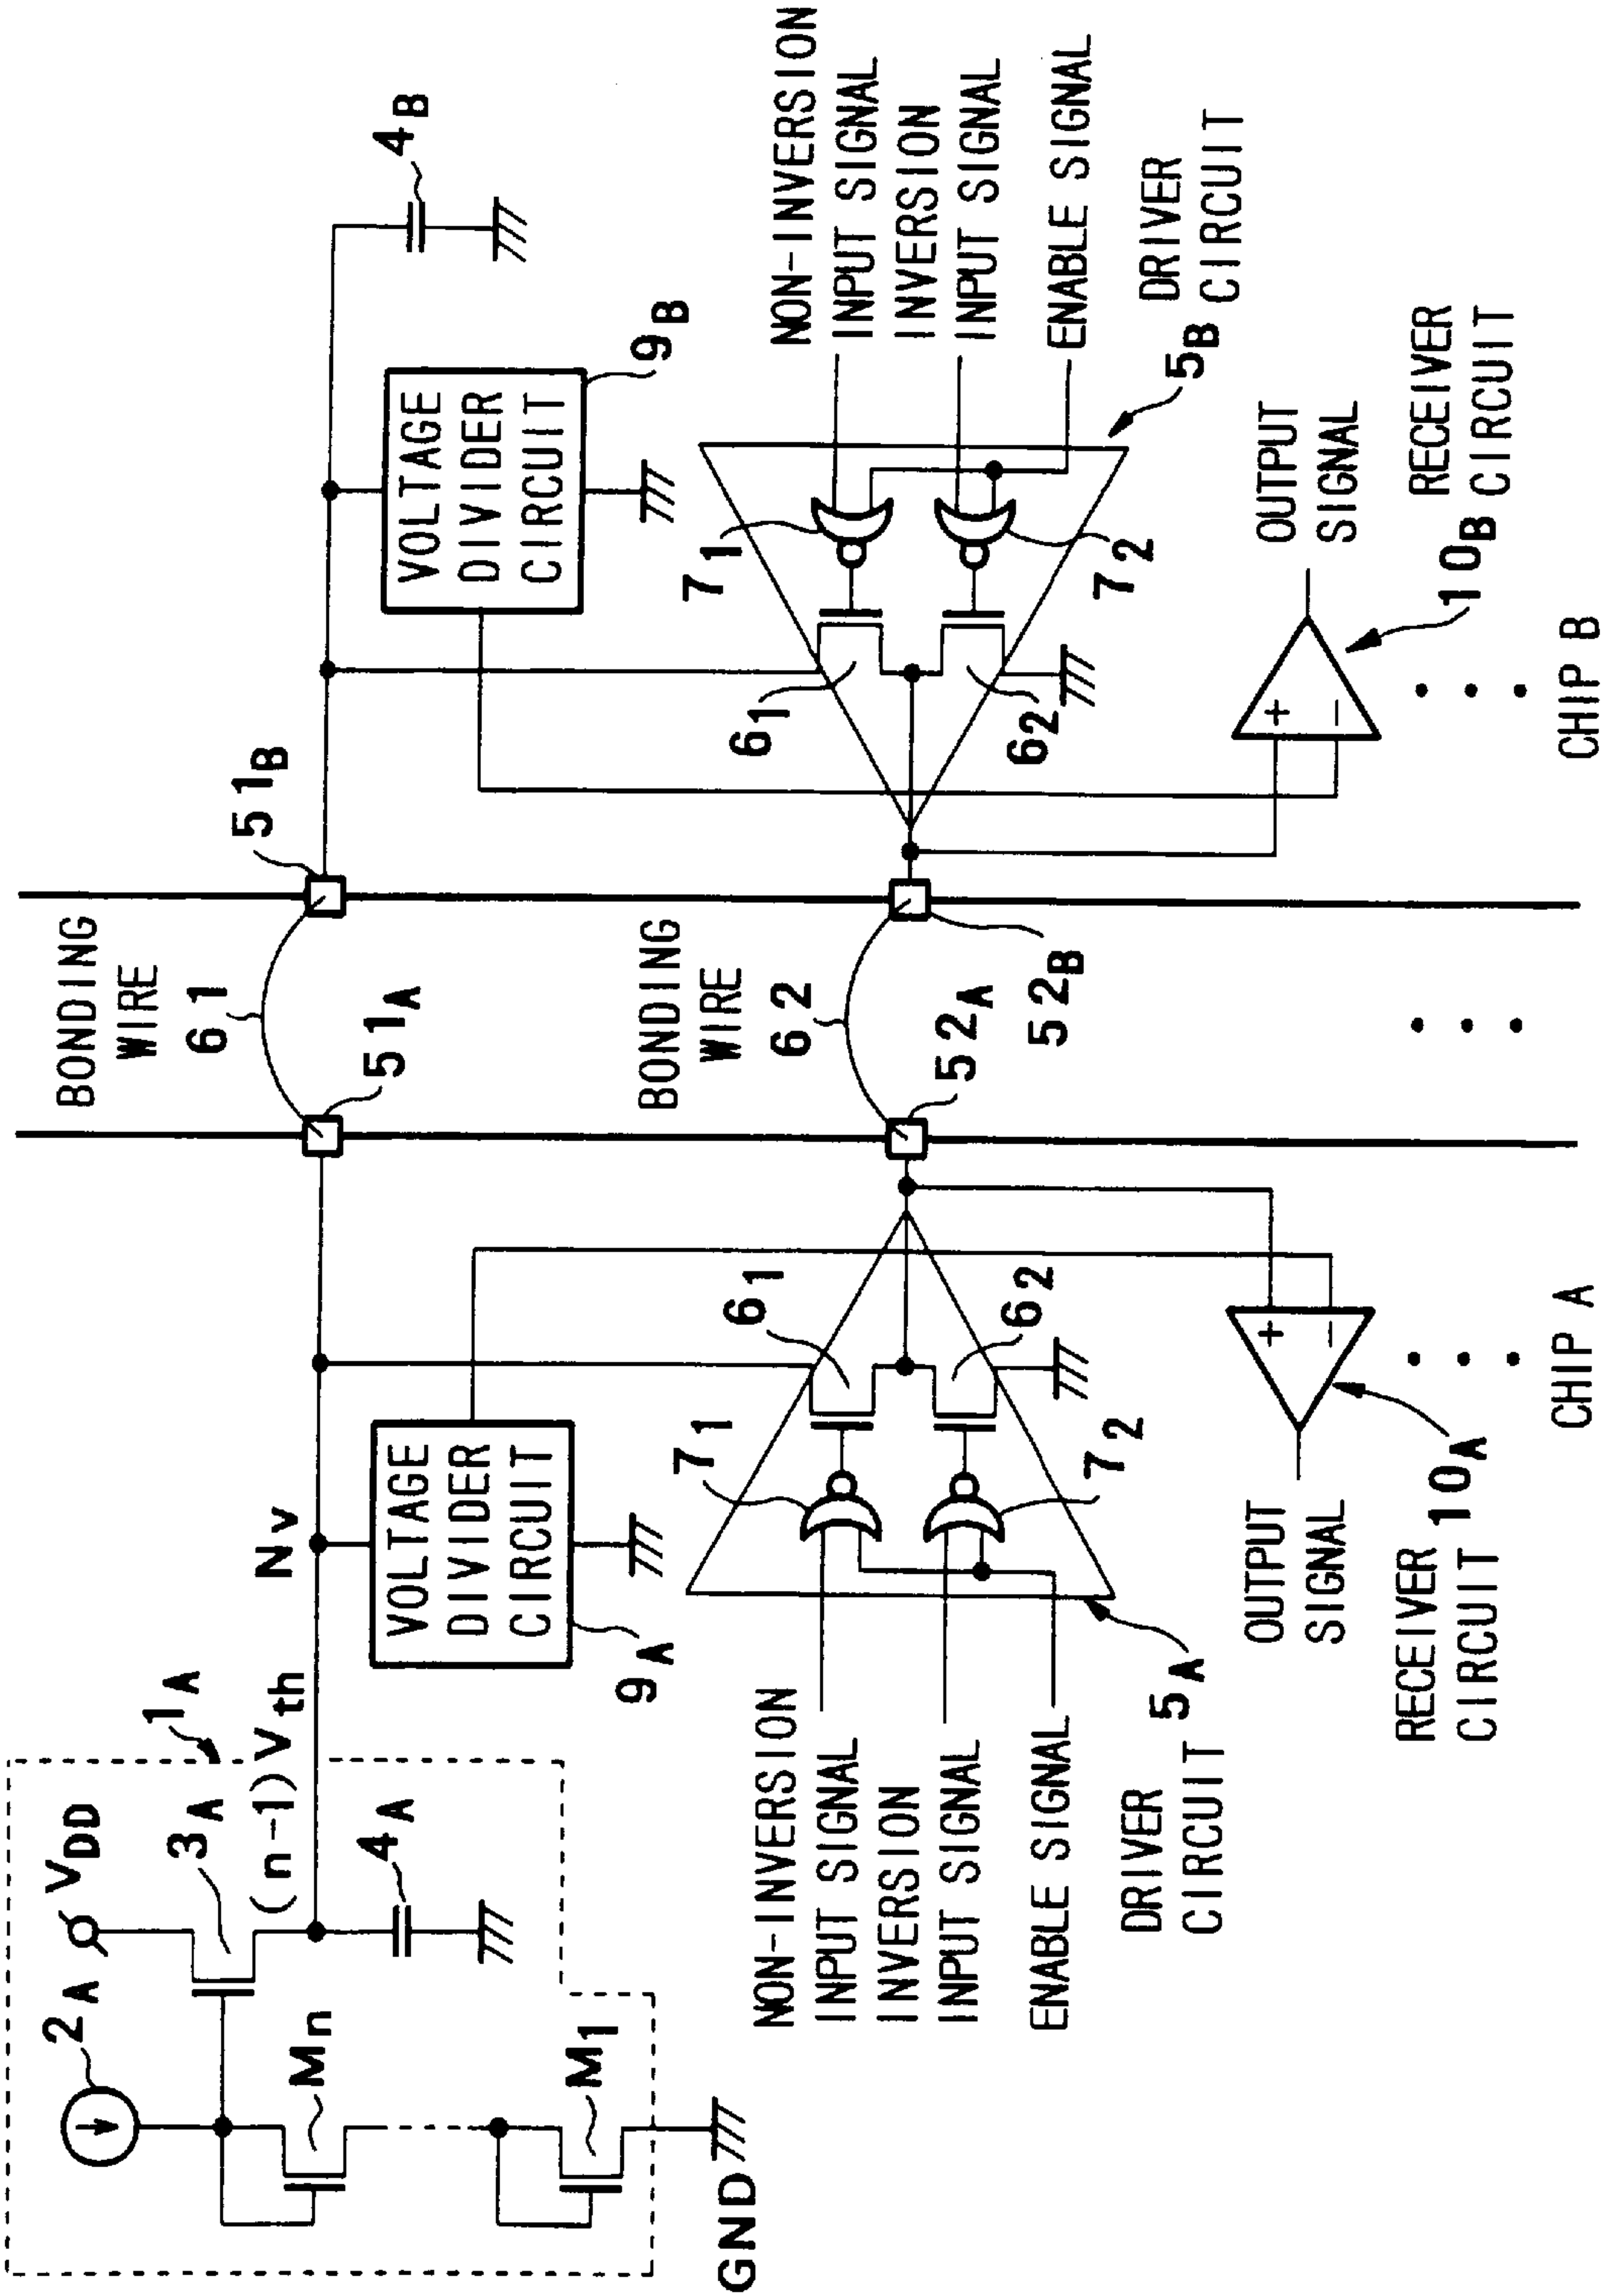 1A
2A
VDD
3A
(n-1) Vth
4A
Mn
M1
GND
NV
VOLTAGE
DIVIDER
CIRCUIT
9A
NON-INVERSION
INPUT SIGNAL
INVERSION
INPUT SIGNAL
ENABLE SIGNAL
DRIVER
CIRCUIT
5A
71
72
61
62
OUTPUT
SIGNAL
RECEIVER
CIRCUIT
10A
+
−
CHIP A
BONDING
WIRE
61
51A
51B
BONDING
WIRE
62
52A
52B
VOLTAGE
DIVIDER
CIRCUIT
9B
4B
61
62
71
72
NON-INVERSION
INPUT SIGNAL
INVERSION
INPUT SIGNAL
ENABLE SIGNAL
DRIVER
CIRCUIT
5B
OUTPUT
SIGNAL
RECEIVER
CIRCUIT
10B
+
−
CHIP B